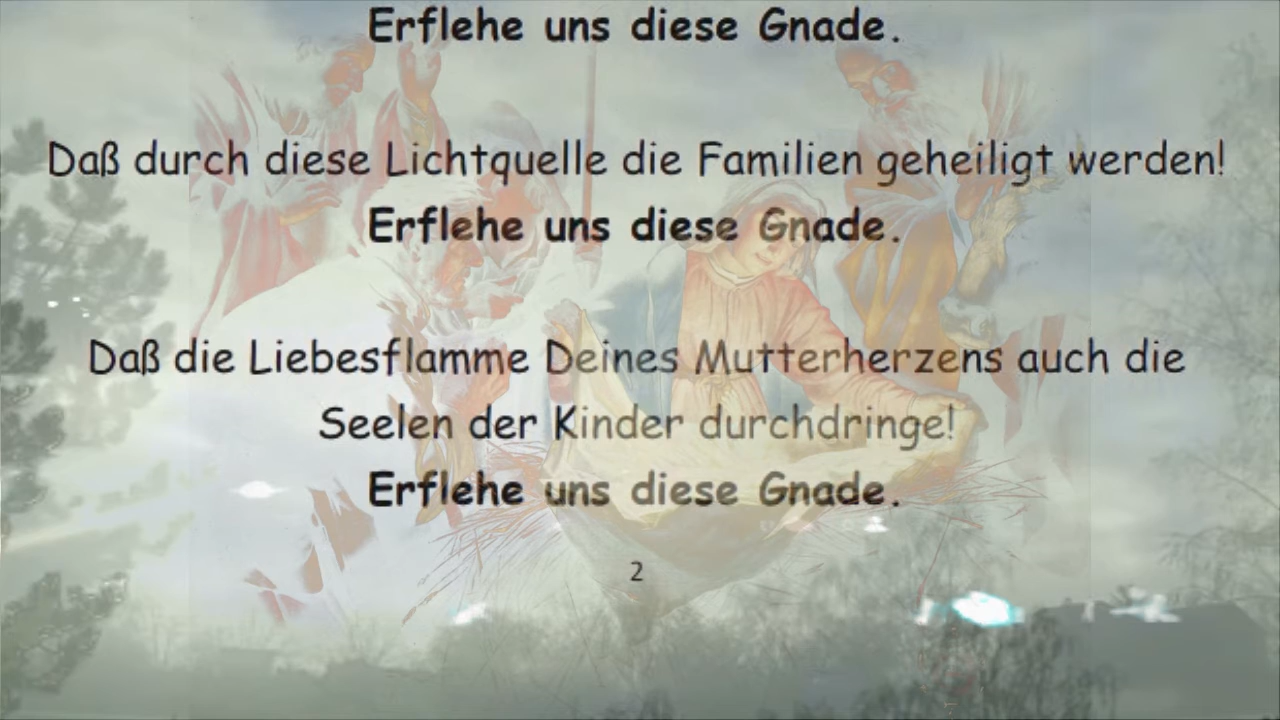 Erflehe uns diese Gnade.
Daß durch diese Lichtquelle die Familien geheiligt werden!
Erflehe uns diese Gnade.
Daß die Liebesflamme Deines Mutterherzens auch die
Seelen der Kinder durchdringe!
Erflehe uns diese Gnade.
2